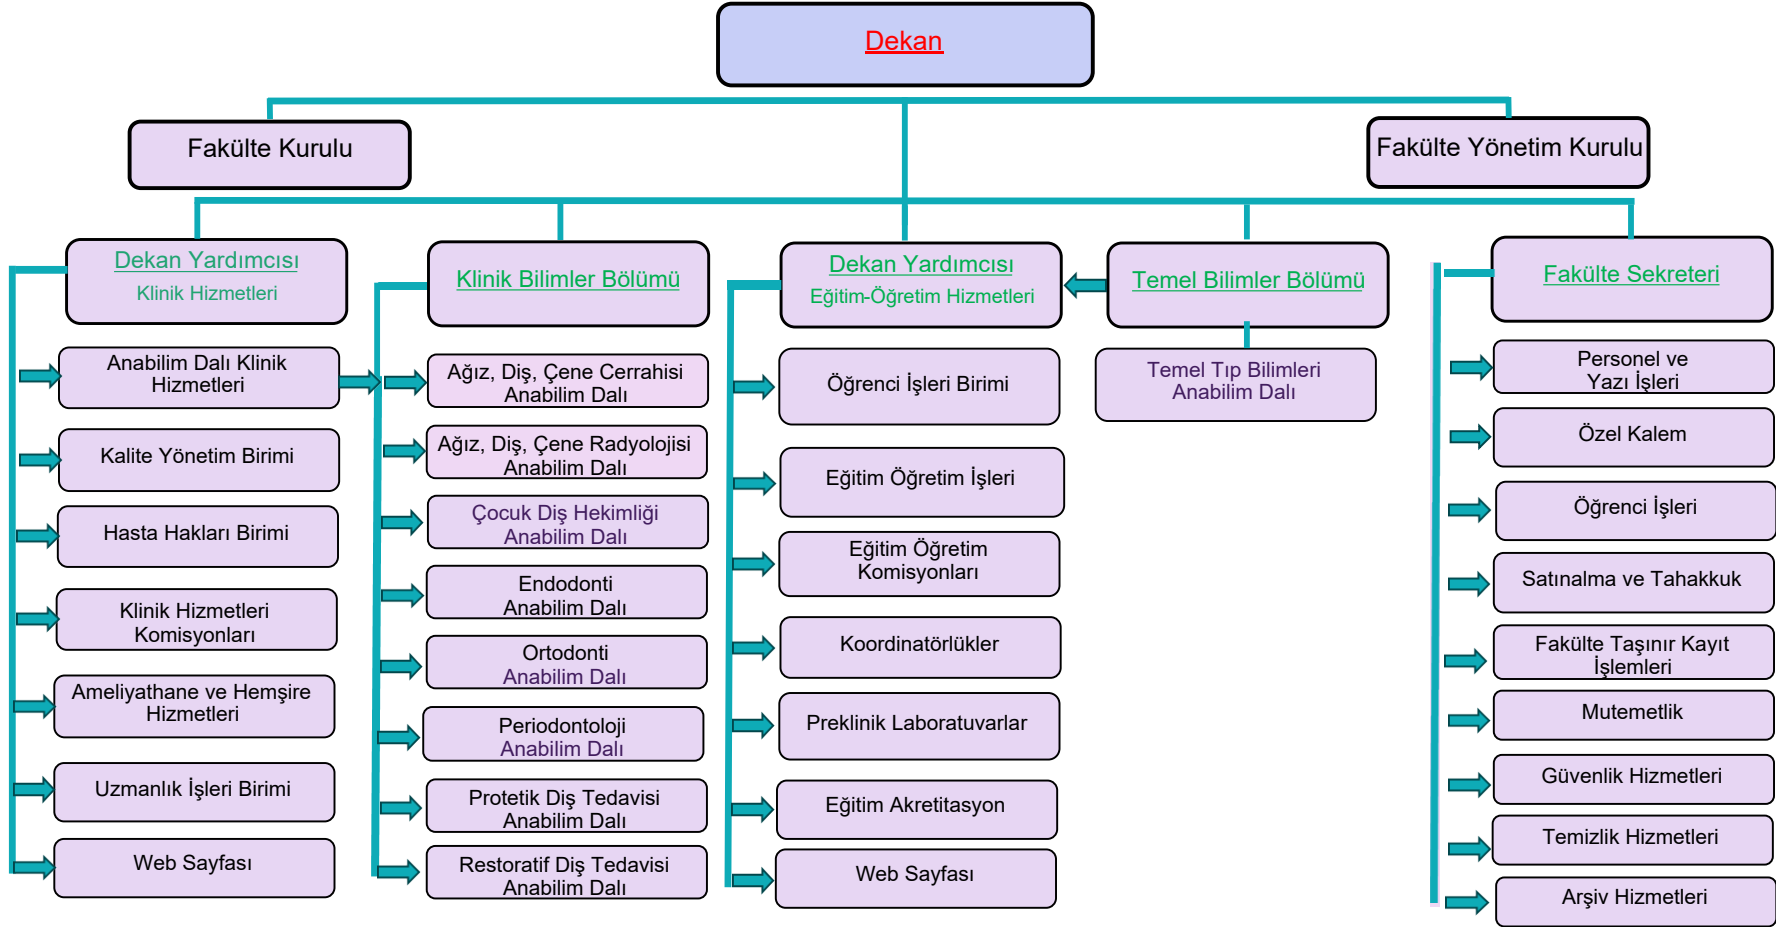 Dekan
Fakülte Kurulu
Fakülte Yönetim Kurulu
Dekan Yardımcısı
Klinik Hizmetleri
Klinik Bilimler Bölümü
Dekan Yardımcısı
Eğitim-Öğretim Hizmetleri
Temel Bilimler Bölümü
Fakülte Sekreteri
Anabilim Dalı Klinik
Hizmetleri
Kalite Yönetim Birimi
Hasta Hakları Birimi
Klinik Hizmetleri
Komisyonları
Ameliyathane ve Hemşire
Hizmetleri
Uzmanlık İşleri Birimi
Web Sayfası
Ağız, Diş, Çene Cerrahisi
Anabilim Dalı
Ağız, Diş, Çene Radyolojisi
Anabilim Dalı
Çocuk Diş Hekimliği
Anabilim Dalı
Endodonti
Anabilim Dalı
Ortodonti
Anabilim Dalı
Periodontoloji
Anabilim Dalı
Protetik Diş Tedavisi
Anabilim Dalı
Restoratif Diş Tedavisi
Anabilim Dalı
Öğrenci İşleri Birimi
Eğitim Öğretim İşleri
Eğitim Öğretim
Komisyonları
Koordinatörlükler
Preklinik Laboratuvarlar
Eğitim Akretitasyon
Web Sayfası
Temel Tıp Bilimleri
Anabilim Dalı
Personel ve
Yazı İşleri
Özel Kalem
Öğrenci İşleri
Satınalma ve Tahakkuk
Fakülte Taşınır Kayıt
İşlemleri
Mutemetlik
Güvenlik Hizmetleri
Temizlik Hizmetleri
Arşiv Hizmetleri